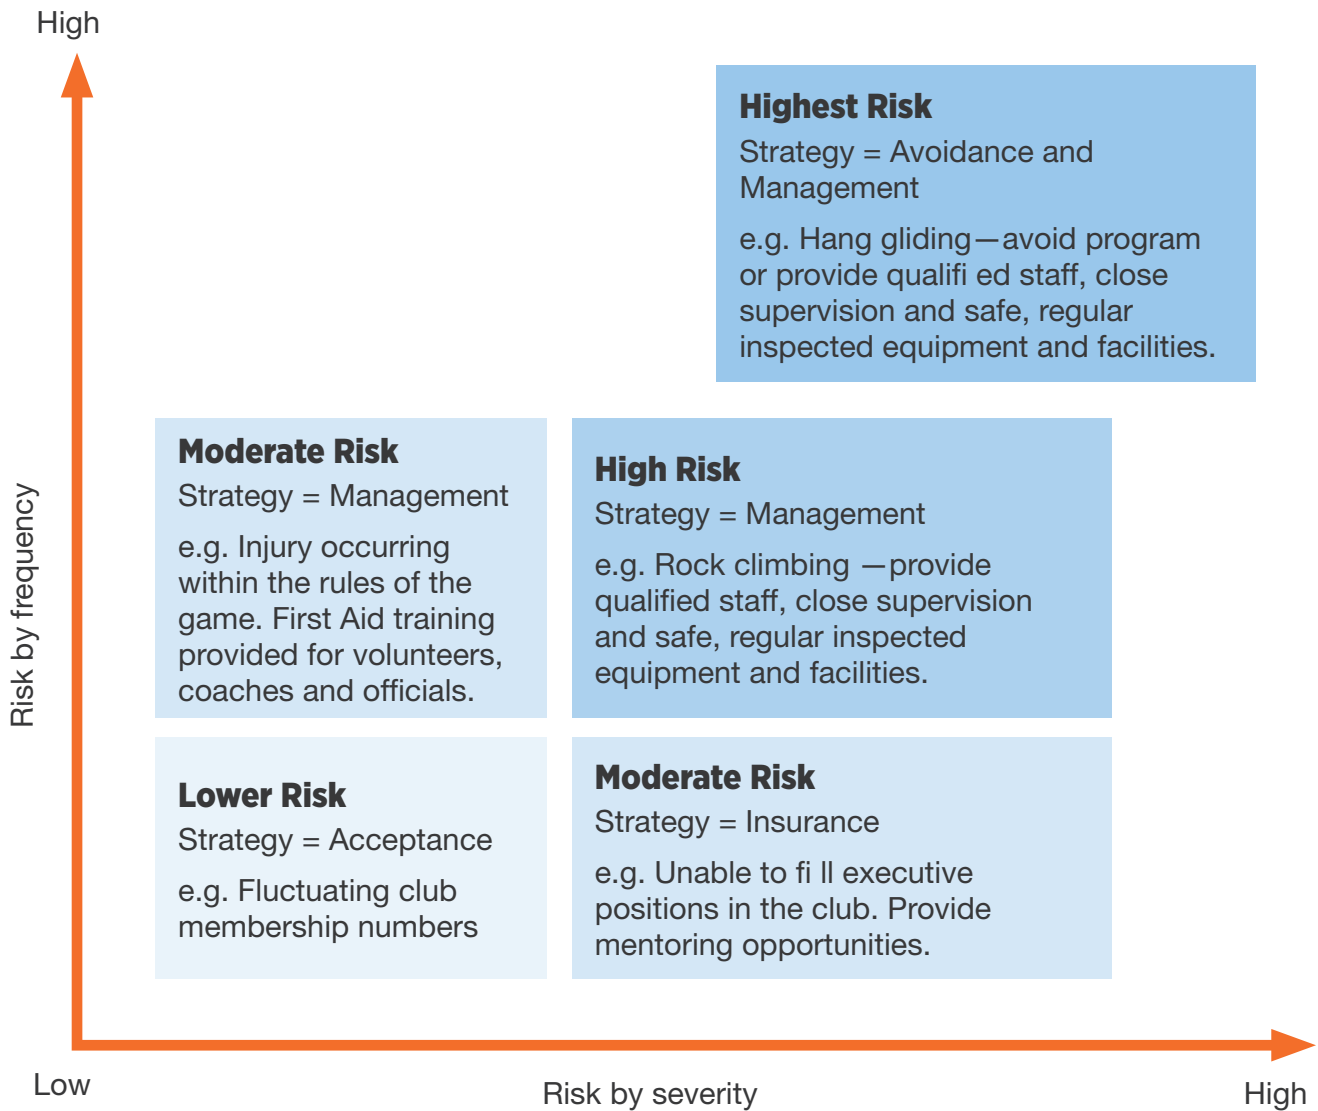 High
Highest Risk
Strategy = Avoidance and
Management
e.g. Hang gliding—avoid program
or provide qualifi ed staff, close
supervision and safe, regular
inspected equipment and facilities.
Moderate Risk
Strategy = Management
e.g. Injury occurring
within the rules of the
game. First Aid training
provided for volunteers,
coaches and officials.
High Risk
Strategy = Management
e.g. Rock climbing —provide
qualified staff, close supervision
and safe, regular inspected
equipment and facilities.
Risk by frequency
Lower Risk
Strategy = Acceptance
e.g. Fluctuating club
membership numbers
Moderate Risk
Strategy = Insurance
e.g. Unable to fi ll executive
positions in the club. Provide
mentoring opportunities.
Low
Risk by severity
High